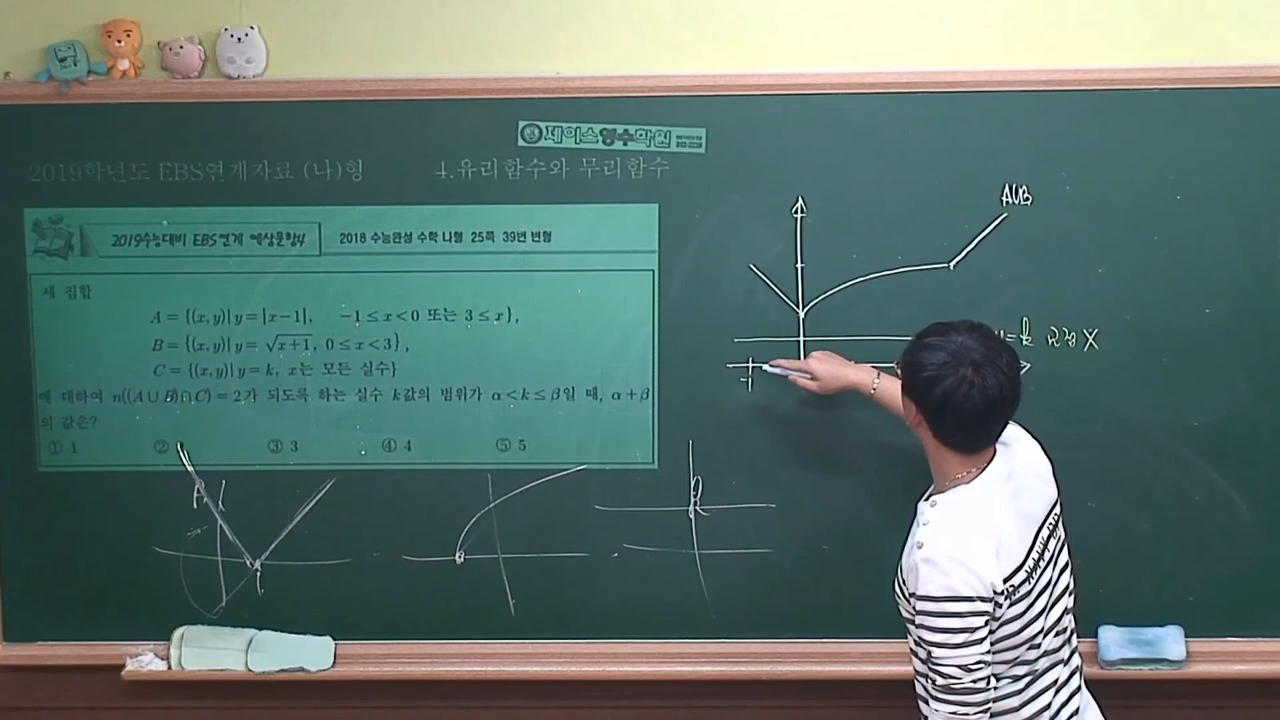 제이스영수학원
2019학년도 EBS연계자료 (나)형 4.유리함수와 무리함수
2019수능대비 EBS연계 예상문항4 2018 수능완성 수학 나형 25쪽 39번 변형
세 집합
A = {(x, y)| y = |x−1|, −1 ≤ x < 0 또는 3 ≤ x},
B = {(x, y)| y = √(x+1), 0 ≤ x < 3},
C = {(x, y)| y = k, x는 모든 실수}
에 대하여 n((A∪B)∩C) = 2가 되도록 하는 실수 k값의 범위가 α < k ≤ β일 때, α+β
의 값은?
① 1 ② ③ 3 ④ 4 ⑤ 5
A∪B
=k 교점 X
-1
1